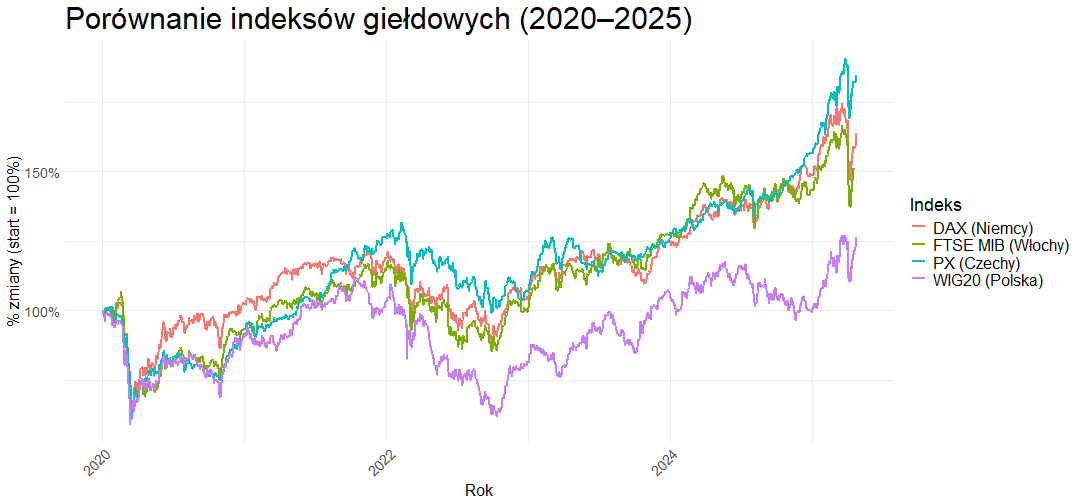 Porównanie indeksów giełdowych (2020–2025)
% zmiany (start = 100%)
150%
100%
2020
2022
2024
Rok
Indeks
DAX (Niemcy)
FTSE MIB (Włochy)
PX (Czechy)
WIG20 (Polska)